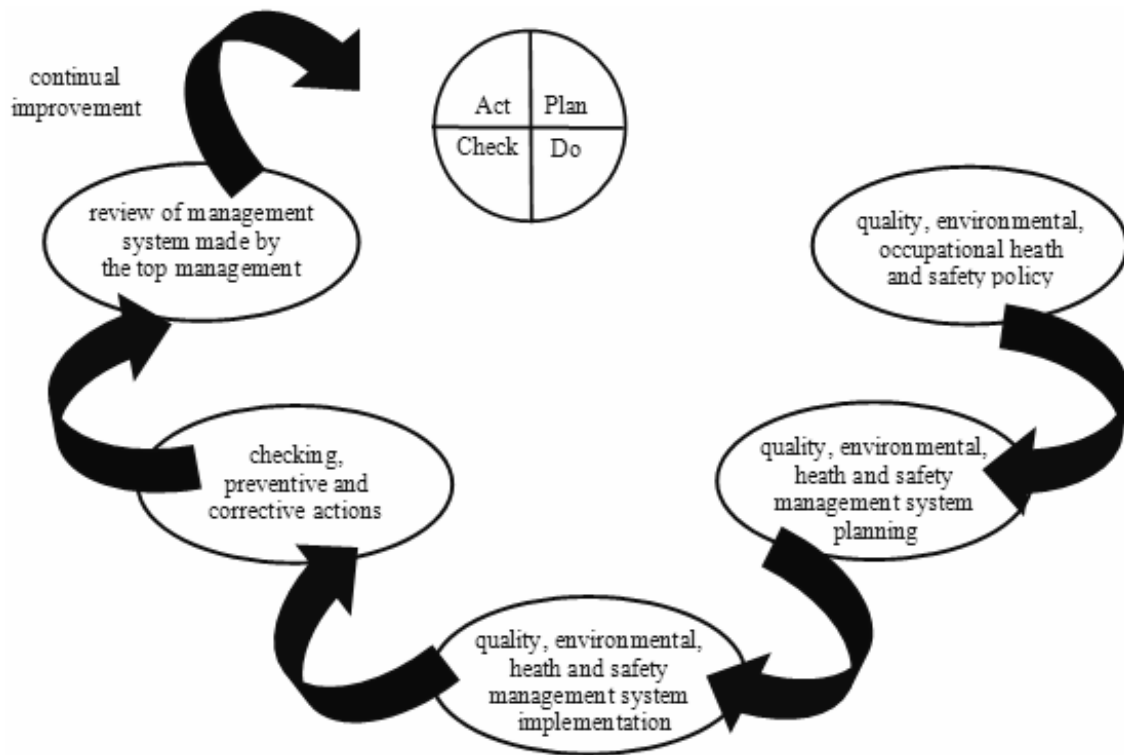 continual
improvement
Act
Plan
Check
Do
review of management
system made by
the top management
quality, environmental,
occupational heath
and safety policy
checking,
preventive and
corrective actions
quality, environmental,
heath and safety
management system
planning
quality, environmental,
heath and safety
management system
implementation